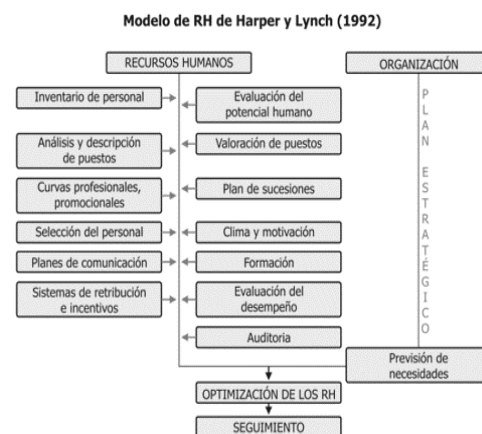 Modelo de RH de Harper y Lynch (1992)
RECURSOS HUMANOS
ORGANIZACIÓN
Inventario de personal
Evaluación del
potencial humano
Análisis y descripción
de puestos
Valoración de puestos
Curvas profesionales,
promocionales
Plan de sucesiones
Selección del personal
Clima y motivación
Planes de comunicación
Formación
Sistemas de retribución
e incentivos
Evaluación del
desempeño
Auditoria
PLAN ESTRATÉGICO
Previsión de
necesidades
OPTIMIZACIÓN DE LOS RH
SEGUIMIENTO